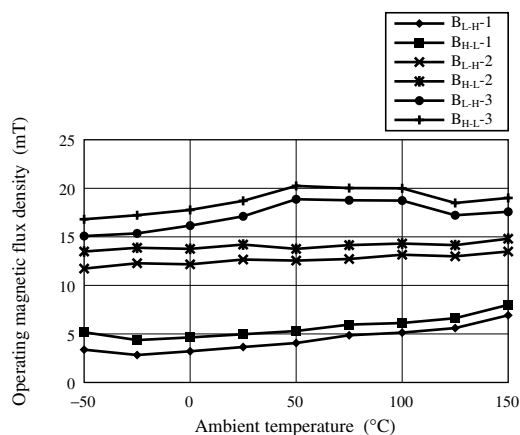 B_L-H-1
B_H-L-1
B_L-H-2
B_H-L-2
B_L-H-3
B_H-L-3
Operating magnetic flux density (mT)
25
20
15
10
5
0
-50 0 50 100 150
Ambient temperature (°C)